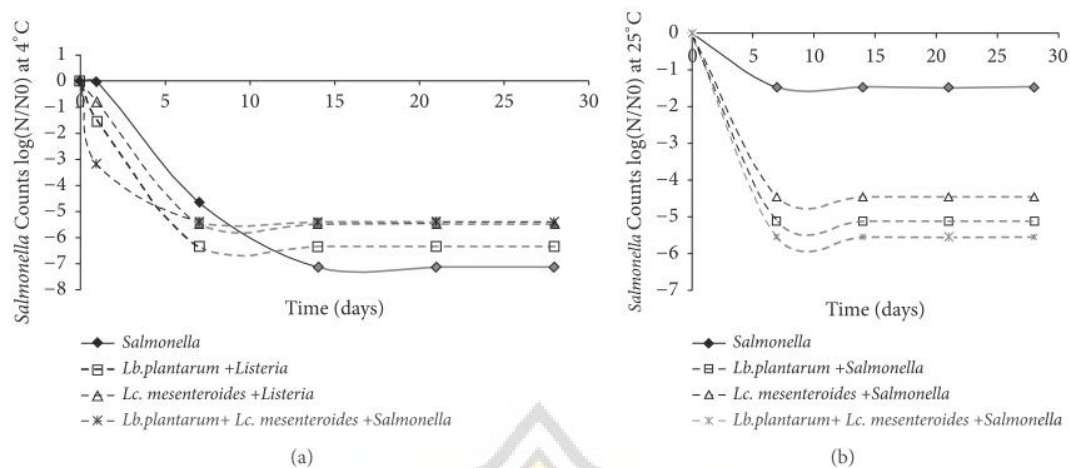 Salmonella Counts log(N/N0) at 4°C
1
0
−1
−2
−3
−4
−5
−6
−7
−8
0
5
10
15
20
25
30
Time (days)
Salmonella
Lb.plantarum +Listeria
Lc. mesenteroides +Listeria
Lb.plantarum+ Lc. mesenteroides +Salmonella
(a)
Salmonella Counts log(N/N0) at 25°C
0
−1
−2
−3
−4
−5
−6
−7
0
5
10
15
20
25
30
Time (days)
Salmonella
Lb.plantarum +Salmonella
Lc. mesenteroides +Salmonella
Lb.plantarum+ Lc. mesenteroides +Salmonella
(b)